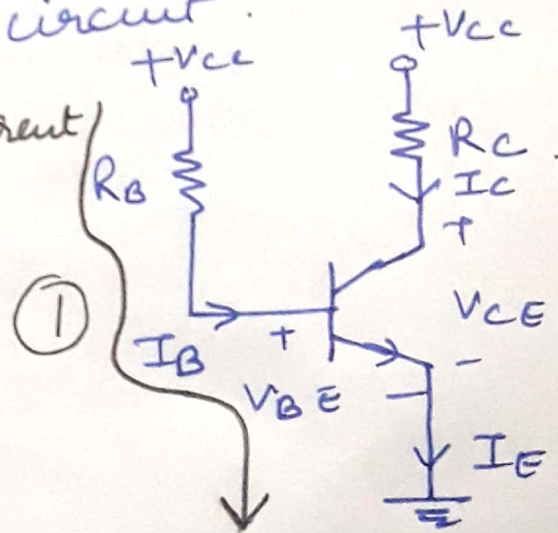 circuit.
+VCC
+VCC
RB
RC
IC
+
1
VCE
IB
+
-
VBE
-
IE